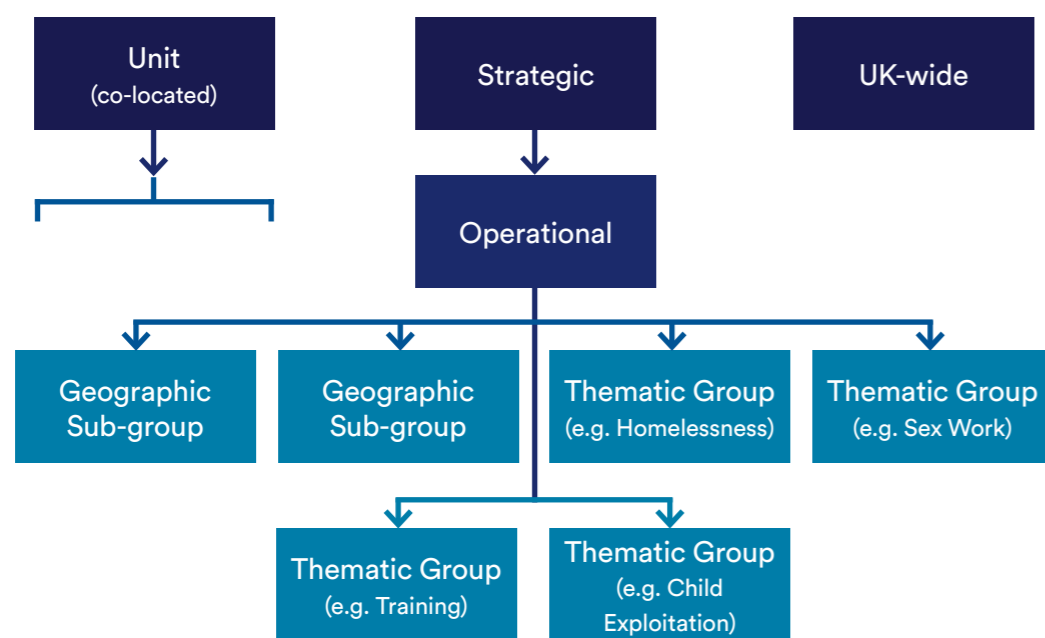 Unit
(co-located)
Strategic
UK-wide
Operational
Geographic
Sub-group
Geographic
Sub-group
Thematic Group
(e.g. Homelessness)
Thematic Group
(e.g. Sex Work)
Thematic Group
(e.g. Training)
Thematic Group
(e.g. Child
Exploitation)